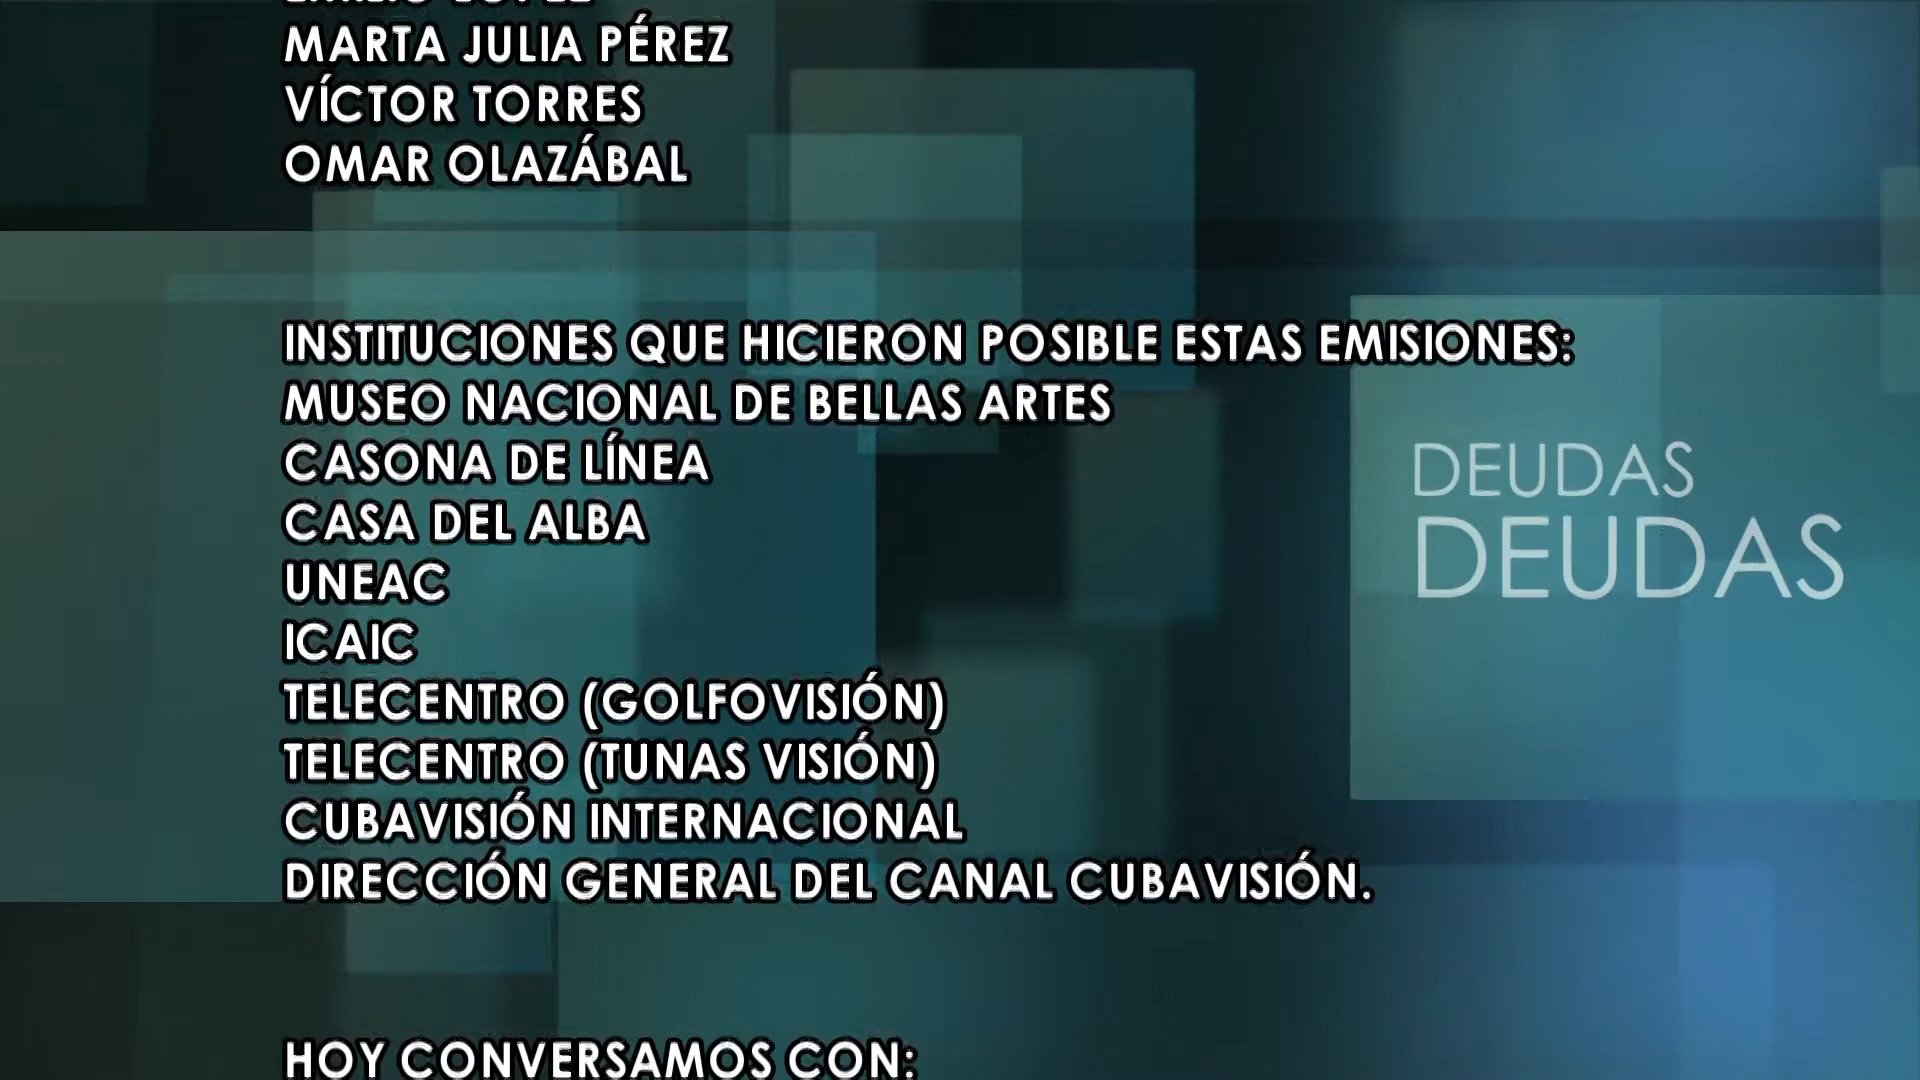 MARTA JULIA PÉREZ
VÍCTOR TORRES
OMAR OLAZÁBAL
INSTITUCIONES QUE HICIERON POSIBLE ESTAS EMISIONES:
MUSEO NACIONAL DE BELLAS ARTES
CASONA DE LÍNEA
CASA DEL ALBA
UNEAC
ICAIC
TELECENTRO (GOLFOVISIÓN)
TELECENTRO (TUNAS VISIÓN)
CUBAVISIÓN INTERNACIONAL
DIRECCIÓN GENERAL DEL CANAL CUBAVISIÓN.
HOY CONVERSAMOS CON:
DEUDAS
DEUDAS